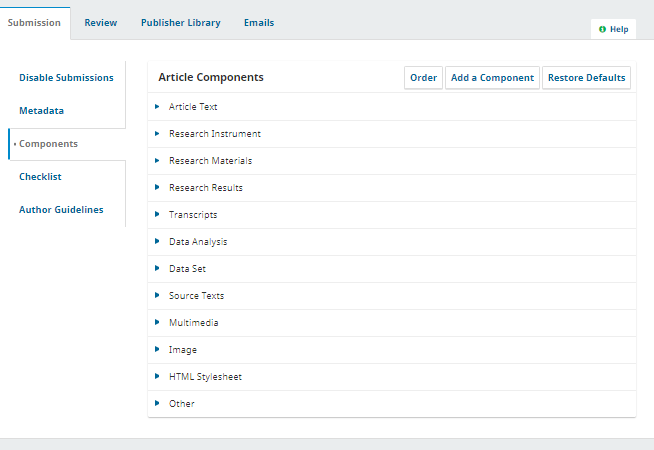 Submission Review Publisher Library Emails
Help
Disable Submissions
Metadata
Components
Checklist
Author Guidelines
Article Components Order Add a Component Restore Defaults
Article Text
Research Instrument
Research Materials
Research Results
Transcripts
Data Analysis
Data Set
Source Texts
Multimedia
Image
HTML Stylesheet
Other